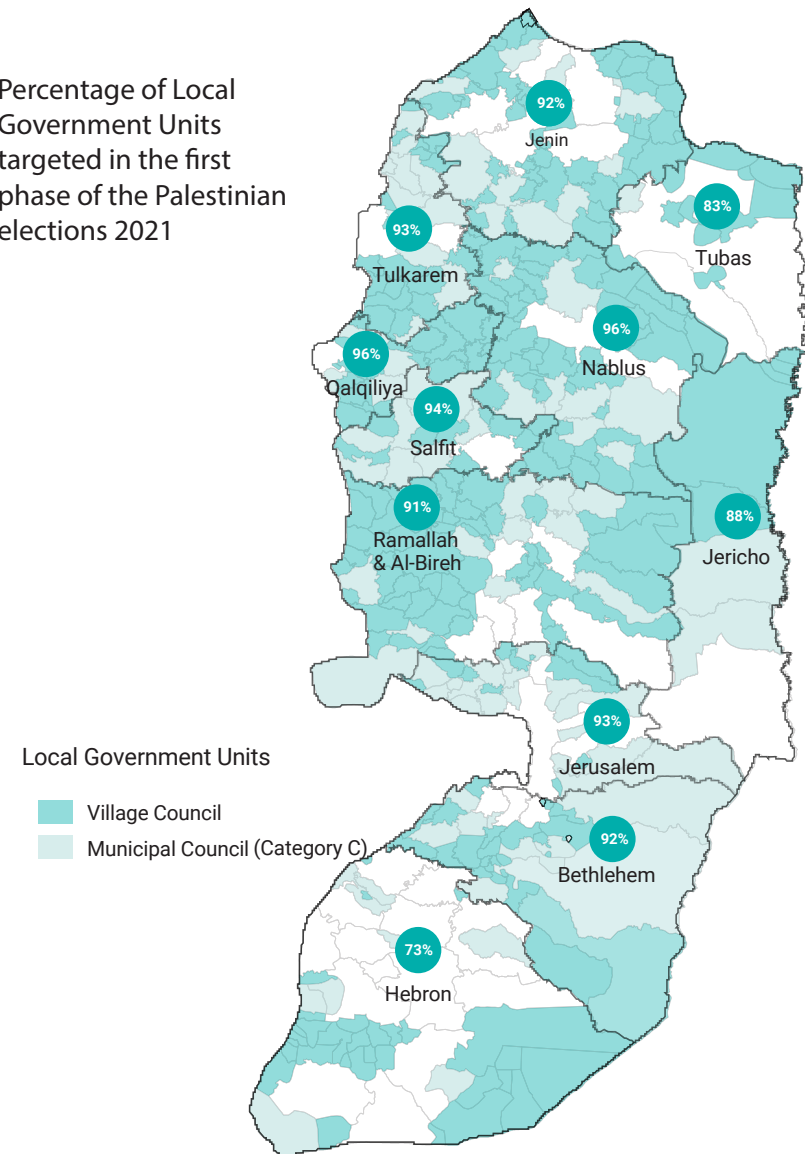 Percentage of Local
Government Units
targeted in the first
phase of the Palestinian
elections 2021
92%
Jenin
83%
Tubas
93%
Tulkarem
96%
Nablus
96%
Qalqiliya
94%
Salfit
91%
Ramallah
& Al-Bireh
88%
Jericho
93%
Jerusalem
Local Government Units
Village Council
Municipal Council (Category C)
92%
Bethlehem
73%
Hebron